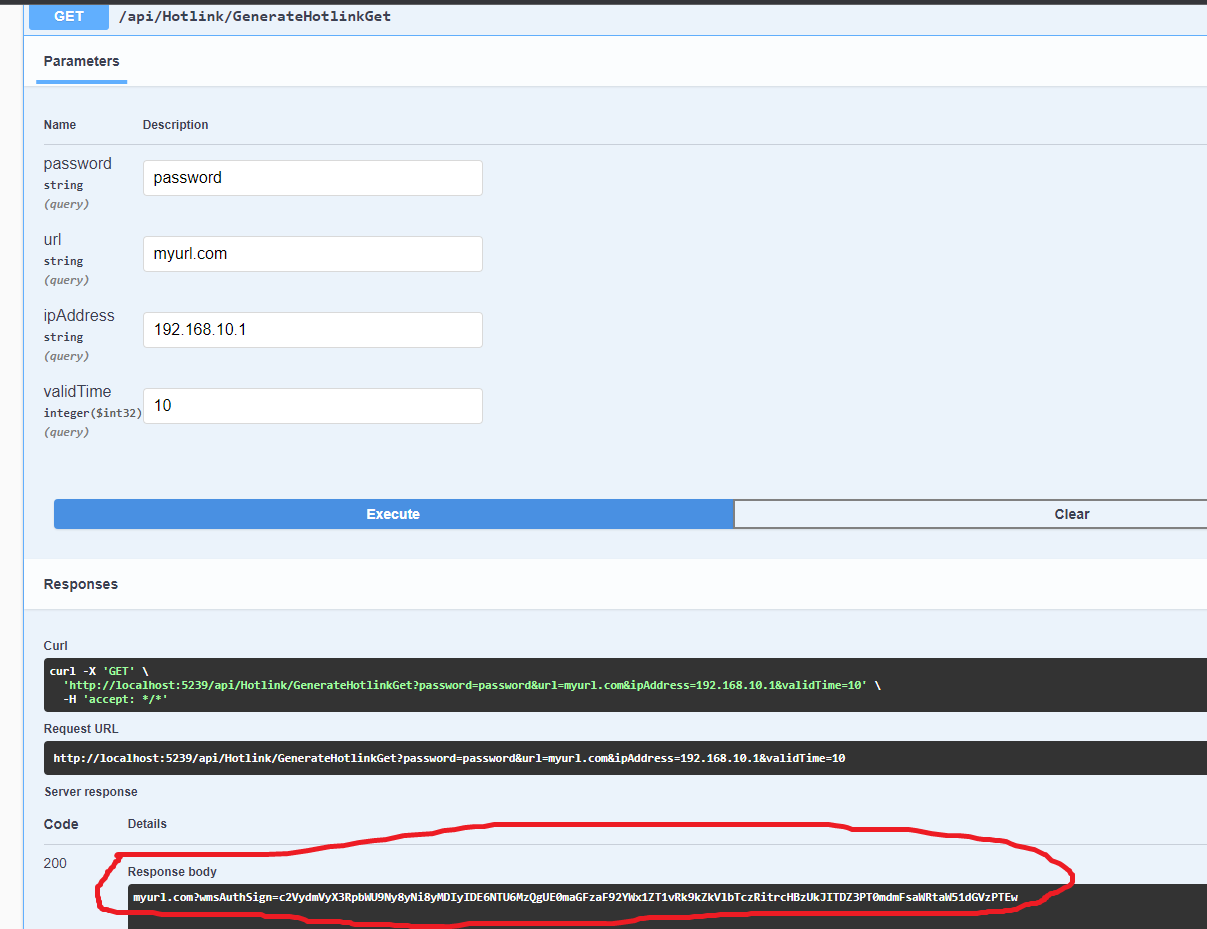 GET /api/Hotlink/GenerateHotlinkGet
Parameters
Name Description
password
string
(query)
password
url
string
(query)
myurl.com
ipAddress
string
(query)
192.168.10.1
validTime
integer($int32)
(query)
10
Execute Clear
Responses
Curl
curl -X 'GET' \
'http://localhost:5239/api/Hotlink/GenerateHotlinkGet?password=password&url=myurl.com&ipAddress=192.168.10.1&validTime=10' \
-H 'accept: */*'
Request URL
http://localhost:5239/api/Hotlink/GenerateHotlinkGet?password=password&url=myurl.com&ipAddress=192.168.10.1&validTime=10
Server response
Code Details
200
Response body
myurl.com?wmsAuthSign=c2VydmVyX3RpbWU9Ny8yNi8yMDIyIDE6NTU6MzQgUE0maGFzaF92YWx1ZT1vRk9kZkVlbTczRitrcHBzUkJITDZ3PT0mdmFsaWRtaW51dGVzPTEw